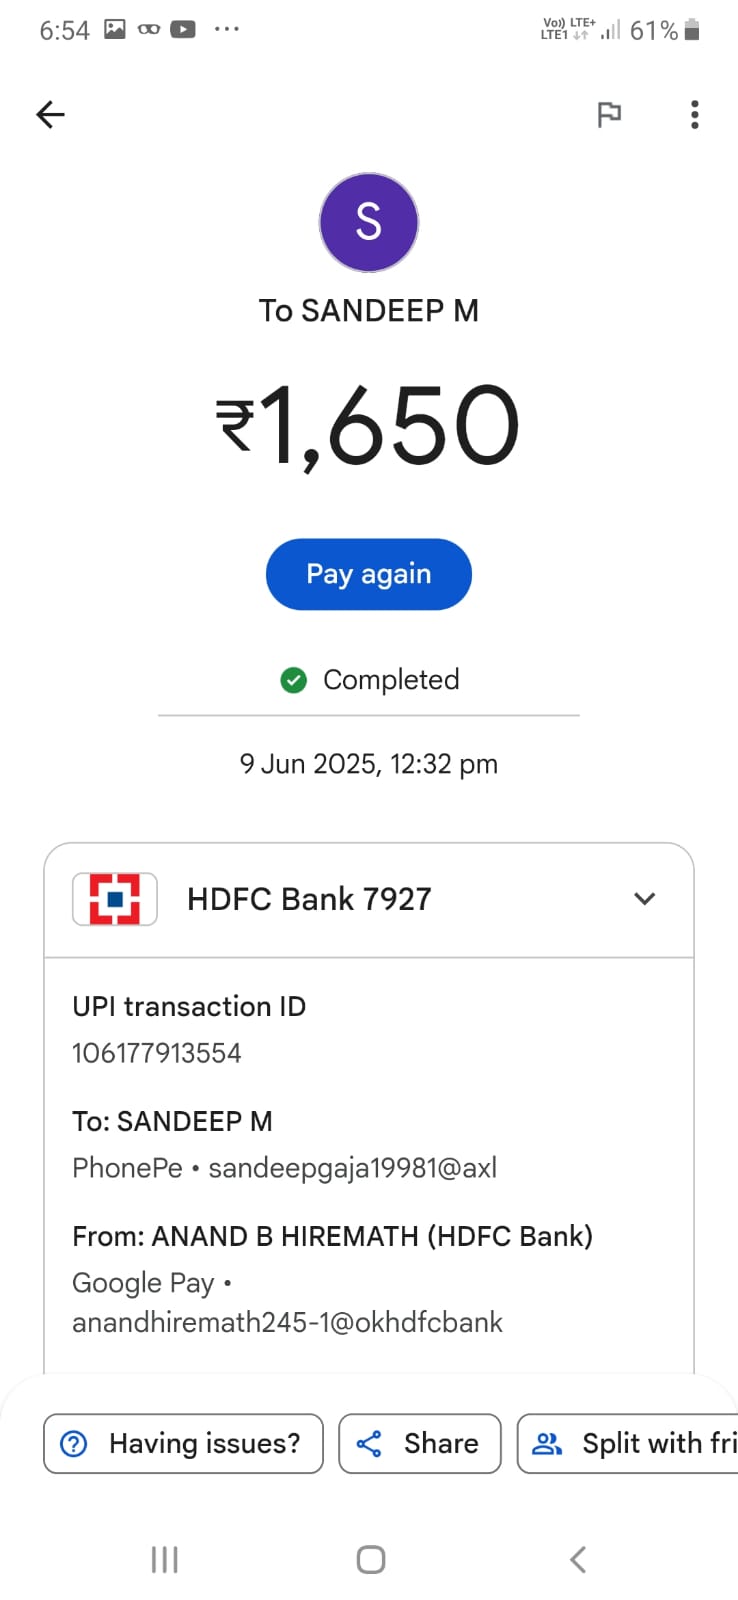 6:54
Vo)) LTE+
LTE1 61%
S
To SANDEEP M
₹1,650
Pay again
Completed
9 Jun 2025, 12:32 pm
HDFC Bank 7927
UPI transaction ID
106177913554
To: SANDEEP M
PhonePe • sandeepgaja19981@axl
From: ANAND B HIREMATH (HDFC Bank)
Google Pay •
anandhiremath245-1@okhdfcbank
Having issues? Share Split with fri